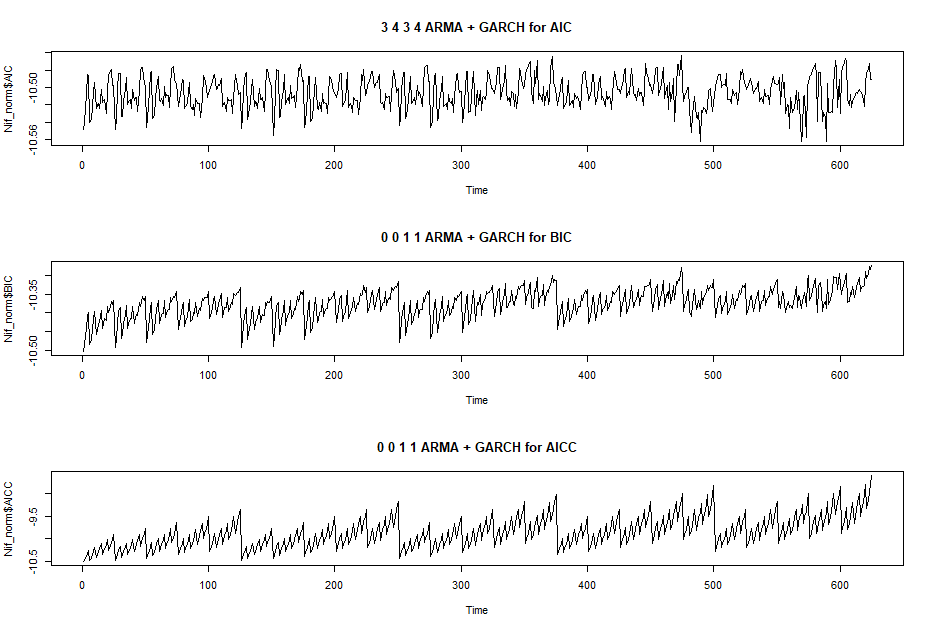 3 4 3 4 ARMA + GARCH for AIC
Nif_norm$AIC
-10.50
-10.56
0 100 200 300 400 500 600
Time
0 0 1 1 ARMA + GARCH for BIC
Nif_norm$BIC
-10.35
-10.50
0 100 200 300 400 500 600
Time
0 0 1 1 ARMA + GARCH for AICC
Nif_norm$AICC
-9.5
-10.5
0 100 200 300 400 500 600
Time